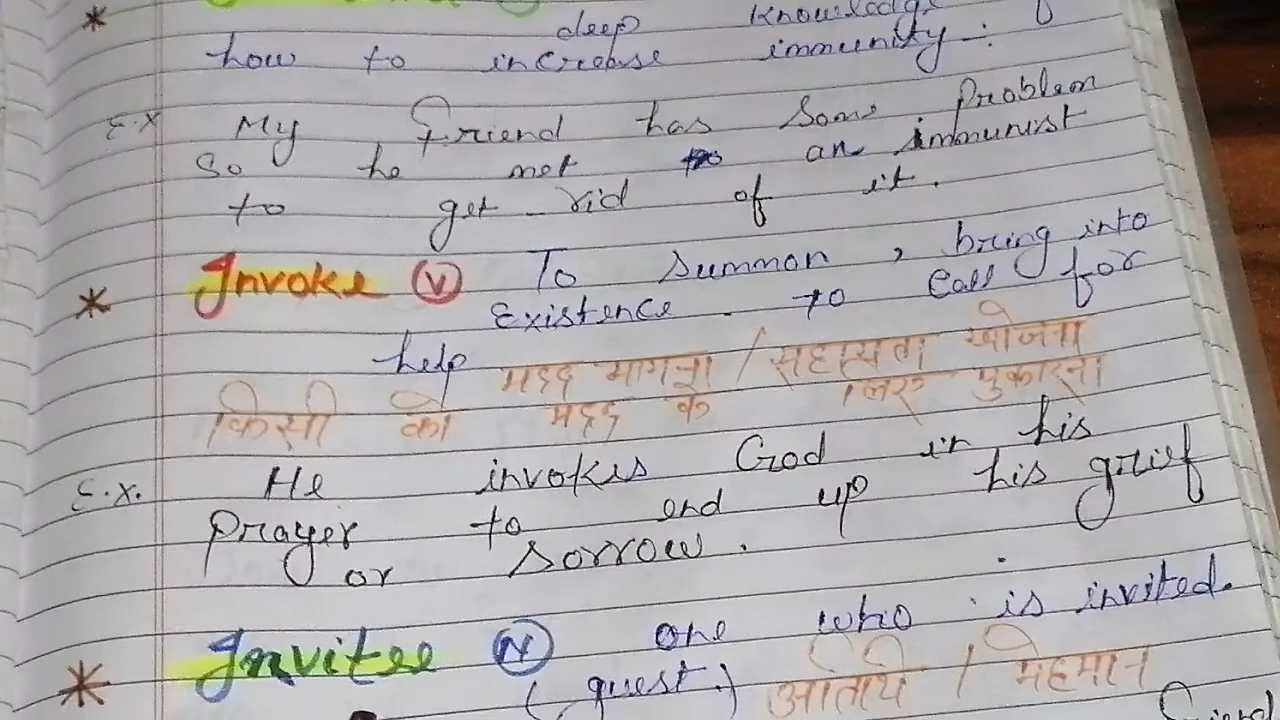 * deep knowledge
how to increase immunity :
E.X My friend has some problem
so he met an immunist
to get rid of it.
* Invoke (V) To summon, bring into
existence. to call for
help मदद मागना / सहायता खोजना
किसी को मदद के लिए पुकारना
E.X. He invokes God in his
prayer to end up his grief
or sorrow.
* Invitee (N) one who is invited.
(guest.) अतिथि / मेहमान